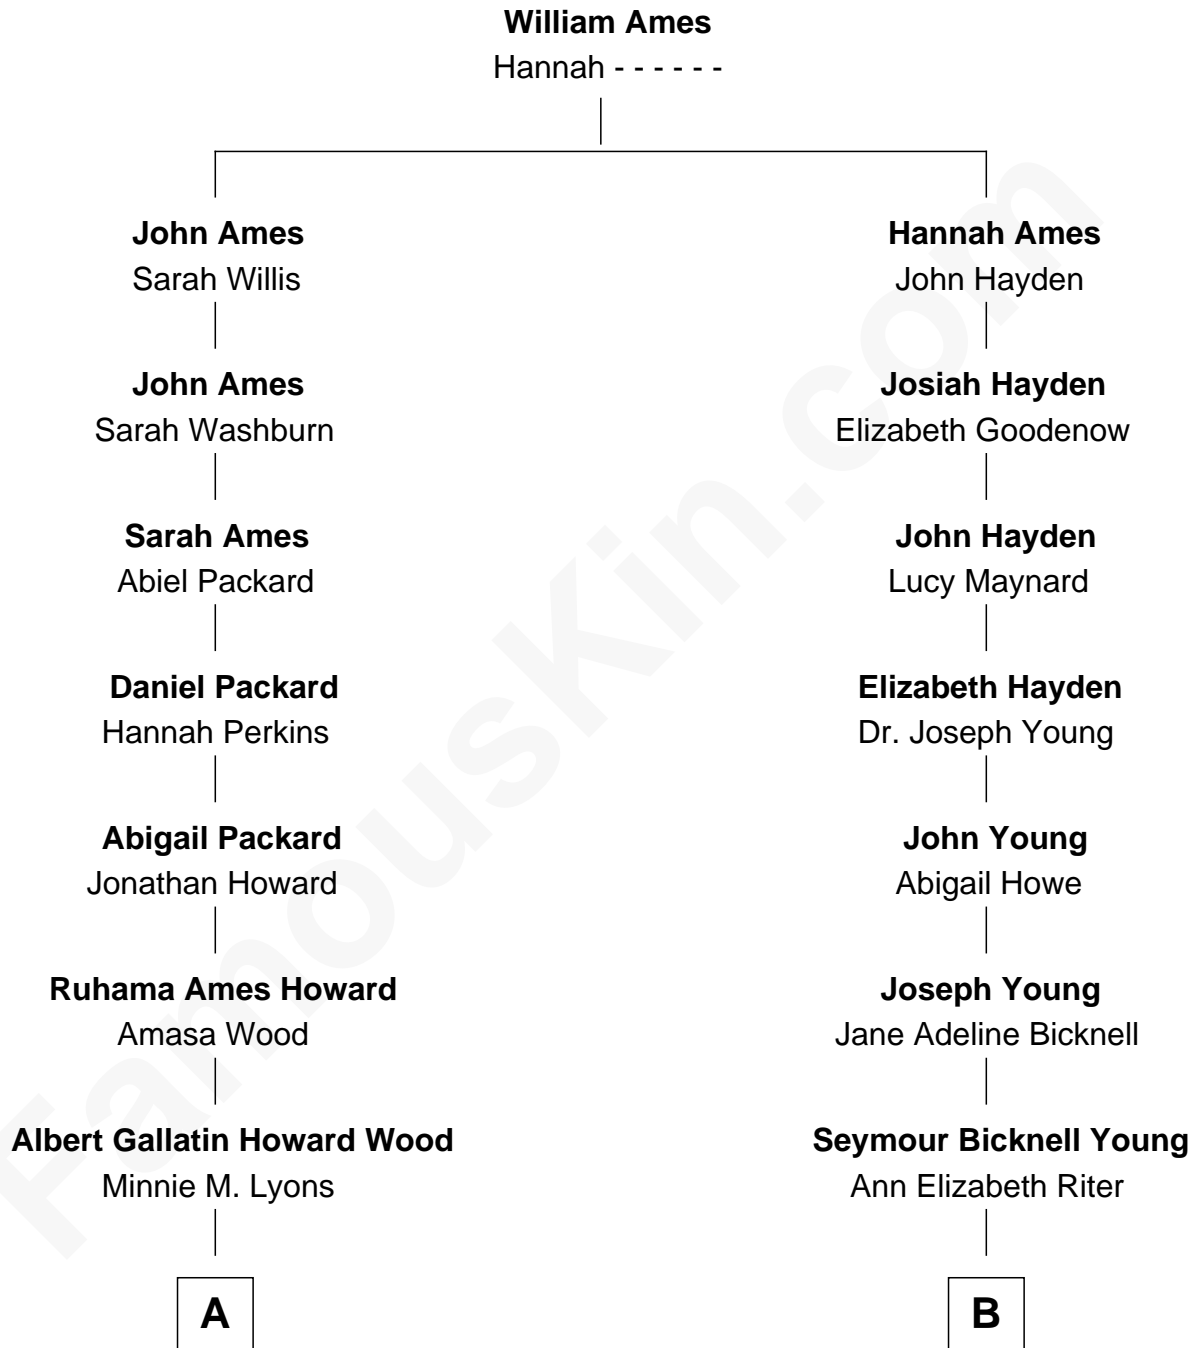 William Ames
Hannah - - - - - -
John Ames
Sarah Willis
Hannah Ames
John Hayden
John Ames
Sarah Washburn
Josiah Hayden
Elizabeth Goodenow
Sarah Ames
Abiel Packard
John Hayden
Lucy Maynard
Daniel Packard
Hannah Perkins
Elizabeth Hayden
Dr. Joseph Young
Abigail Packard
Jonathan Howard
John Young
Abigail Howe
Ruhama Ames Howard
Amasa Wood
Joseph Young
Jane Adeline Bicknell
Albert Gallatin Howard Wood
Minnie M. Lyons
Seymour Bicknell Young
Ann Elizabeth Riter
A
B
FamousKin.com